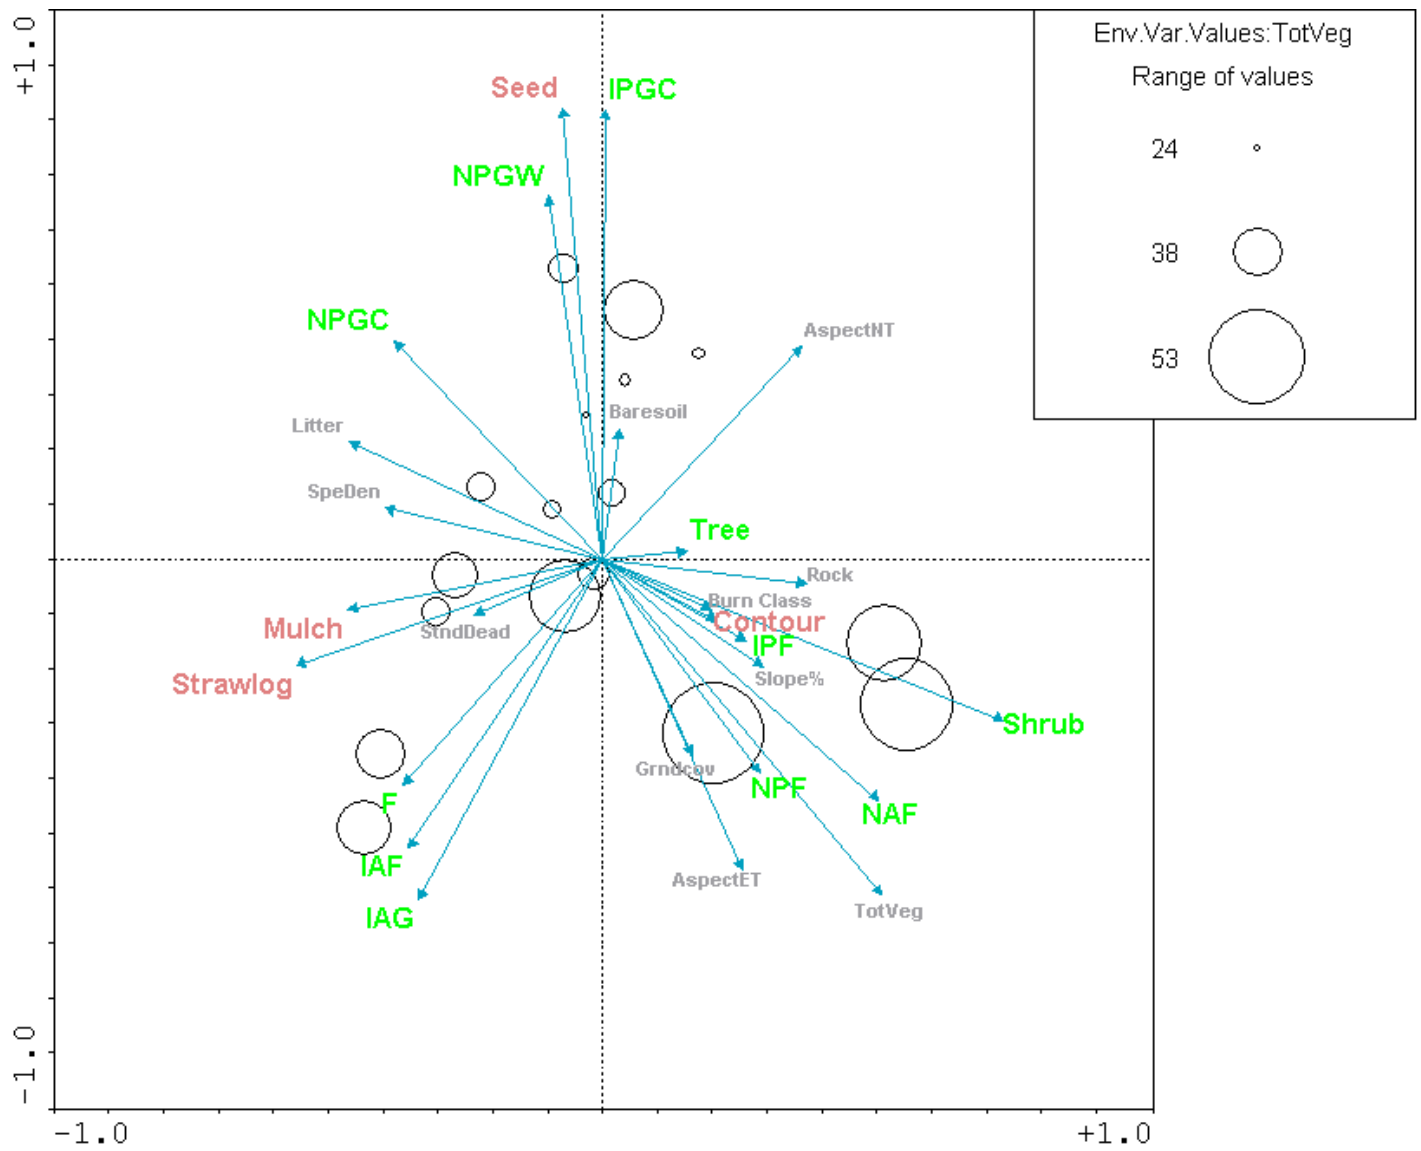 +1.0
Env.Var.Values:TotVeg
Range of values
24
38
53
Seed
IPGC
NPGW
NPGC
AspectNT
Litter
Baresoil
SpeDen
Tree
Rock
Burn Class
Contour
Mulch
StndDead
IPF
Strawlog
Slope%
Shrub
Grndcov
F
NPF
NAF
IAF
AspectET
IAG
TotVeg
-1.0
-1.0
+1.0